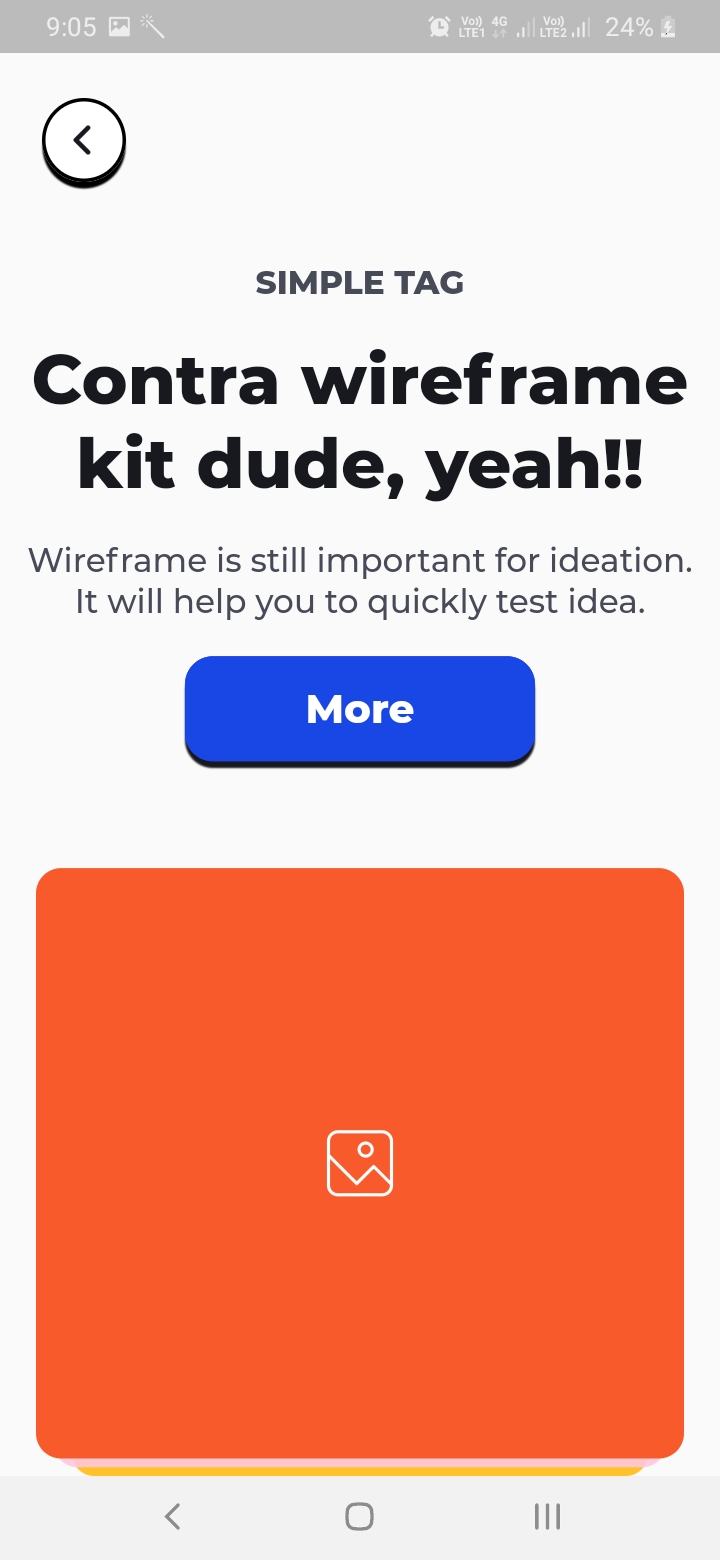 9:05 Vo)) LTE1 4G Vo)) LTE2 24%
SIMPLE TAG
Contra wireframe
kit dude, yeah!!
Wireframe is still important for ideation.
It will help you to quickly test idea.
More